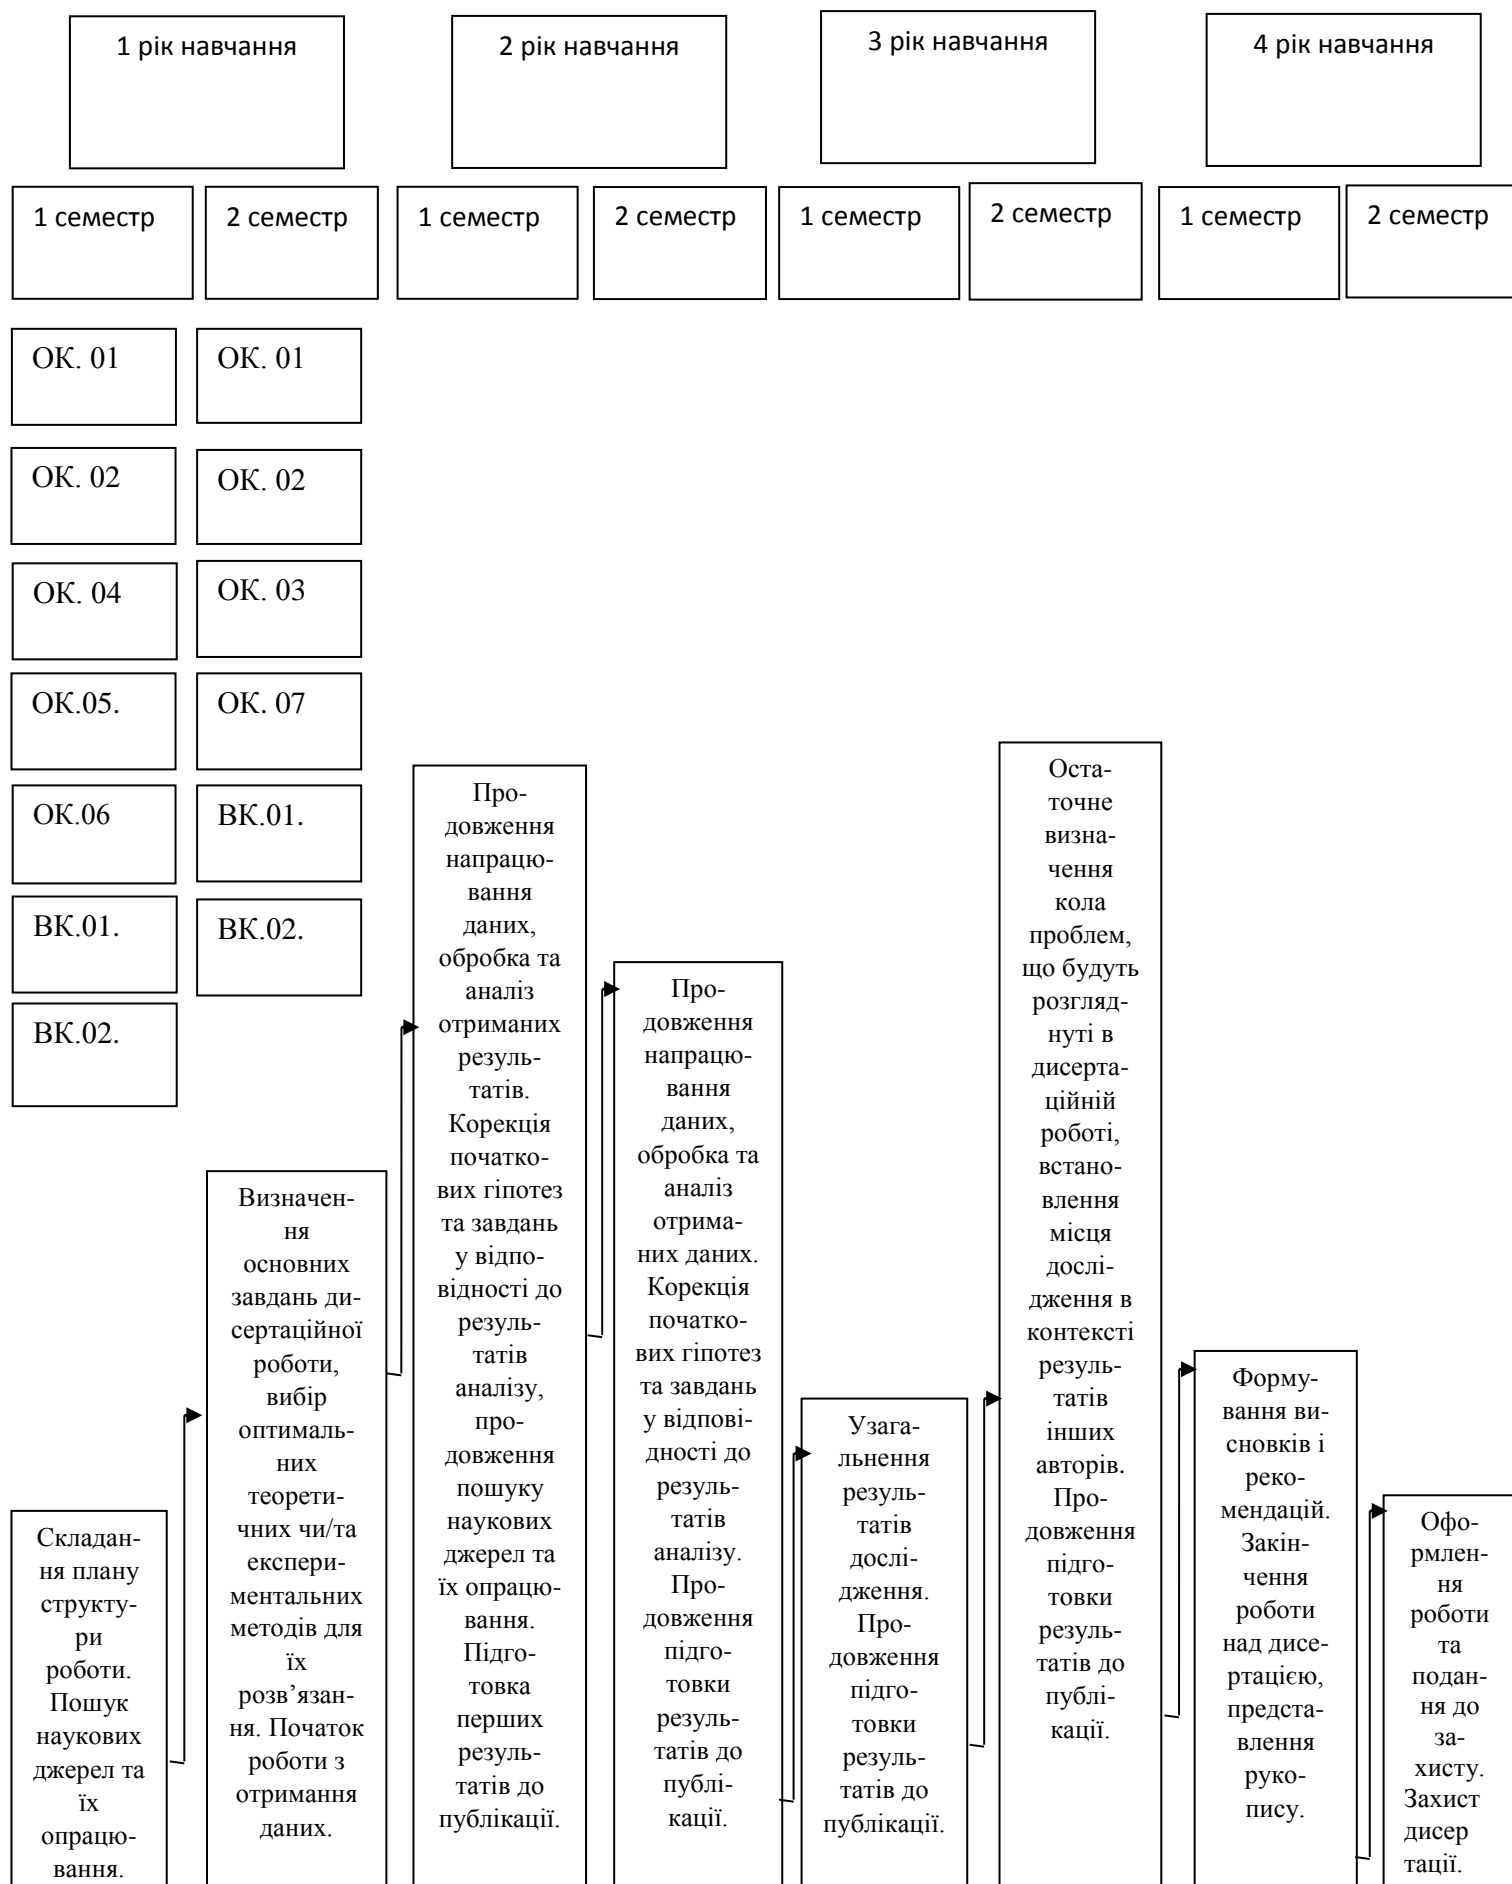 1 рік навчання
2 рік навчання
3 рік навчання
4 рік навчання
1 семестр
2 семестр
1 семестр
2 семестр
1 семестр
2 семестр
1 семестр
2 семестр
ОК. 01
ОК. 01
ОК. 02
ОК. 02
ОК. 04
ОК. 03
ОК.05.
ОК. 07
ОК.06
ВК.01.
ВК.01.
ВК.02.
ВК.02.
Складан-
ня плану
структу-
ри
роботи.
Пошук
наукових
джерел та
їх
опрацю-
вання.
Визначен-
ня
основних
завдань ди-
сертаційної
роботи,
вибір
оптималь-
них
теорети-
чних чи/та
експери-
ментальних
методів для
їх
розв’язан-
ня. Початок
роботи з
отримання
даних.
Про-
довження
напрацю-
вання
даних,
обробка та
аналіз
отриманих
резуль-
татів.
Корекція
початко-
вих гіпотез
та завдань
у відпо-
відності до
резуль-
татів
аналізу,
про-
довження
пошуку
наукових
джерел та
їх опрацю-
вання.
Підго-
товка
перших
резуль-
татів до
публікації.
Про-
довження
напрацю-
вання
даних,
обробка та
аналіз
отрима-
них даних.
Корекція
початко-
вих гіпотез
та завдань
у відпові-
дності до
резуль-
татів
аналізу.
Про-
довження
підго-
товки
резуль-
татів до
публі-
кації.
Узага-
льнення
резуль-
татів
дослі-
дження.
Про-
довження
підго-
товки
резуль-
татів до
публікації.
Оста-
точне
визна-
чення
кола
проблем,
що будуть
розгляд-
нуті в
дисерта-
ційній
роботі,
встано-
влення
місця
дослі-
дження в
контексті
резуль-
татів
інших
авторів.
Про-
довження
підго-
товки
резуль-
татів до
публі-
кації.
Форму-
вання ви-
сновків і
реко-
мендацій.
Закін-
чення
роботи
над дисе-
ртацією,
предста-
влення
руко-
пису.
Офо-
рмлен-
ня
роботи
та
подан-
ня до
за-
хисту.
Захист
дисер
тації.